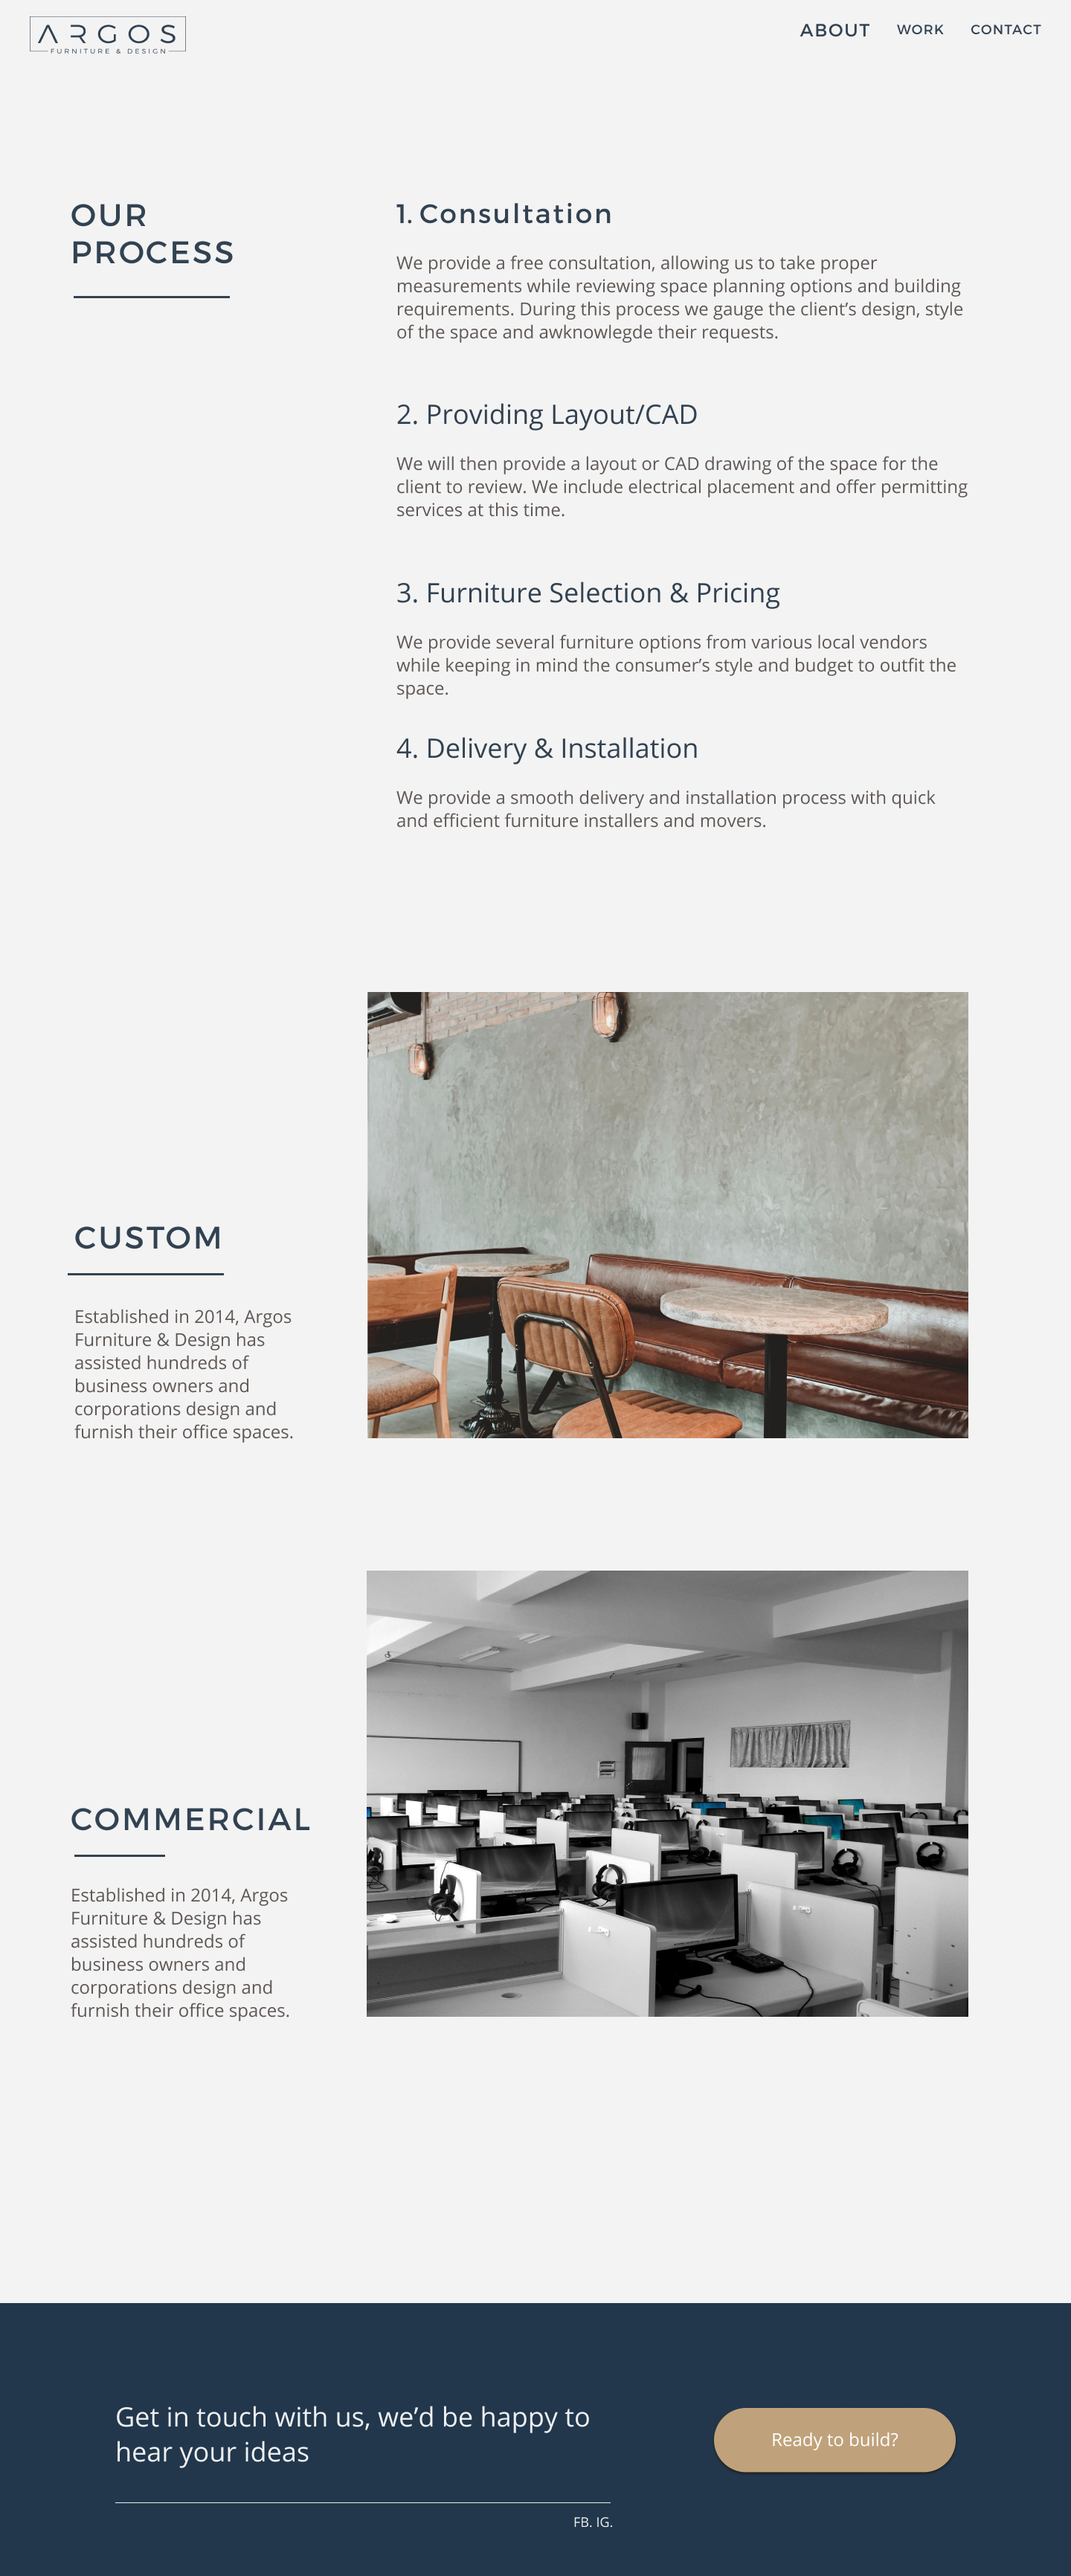 ARGOS
FURNITURE & DESIGN
ABOUT WORK CONTACT
OUR
PROCESS
1. Consultation
We provide a free consultation, allowing us to take proper
measurements while reviewing space planning options and building
requirements. During this process we gauge the client’s design, style
of the space and awknowlegde their requests.
2. Providing Layout/CAD
We will then provide a layout or CAD drawing of the space for the
client to review. We include electrical placement and offer permitting
services at this time.
3. Furniture Selection & Pricing
We provide several furniture options from various local vendors
while keeping in mind the consumer’s style and budget to outfit the
space.
4. Delivery & Installation
We provide a smooth delivery and installation process with quick
and efficient furniture installers and movers.
CUSTOM
Established in 2014, Argos
Furniture & Design has
assisted hundreds of
business owners and
corporations design and
furnish their office spaces.
COMMERCIAL
Established in 2014, Argos
Furniture & Design has
assisted hundreds of
business owners and
corporations design and
furnish their office spaces.
Get in touch with us, we’d be happy to
hear your ideas
Ready to build?
FB. IG.